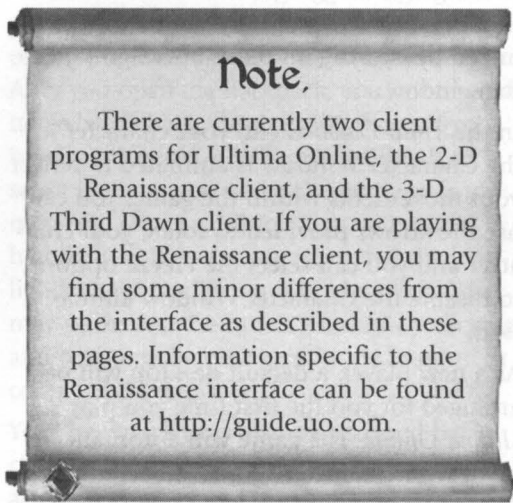 Note,
There are currently two client
programs for Ultima Online, the 2-D
Renaissance client, and the 3-D
Third Dawn client. If you are playing
with the Renaissance client, you may
find some minor differences from
the interface as described in these
pages. Information specific to the
Renaissance interface can be found
at http://guide.uo.com.